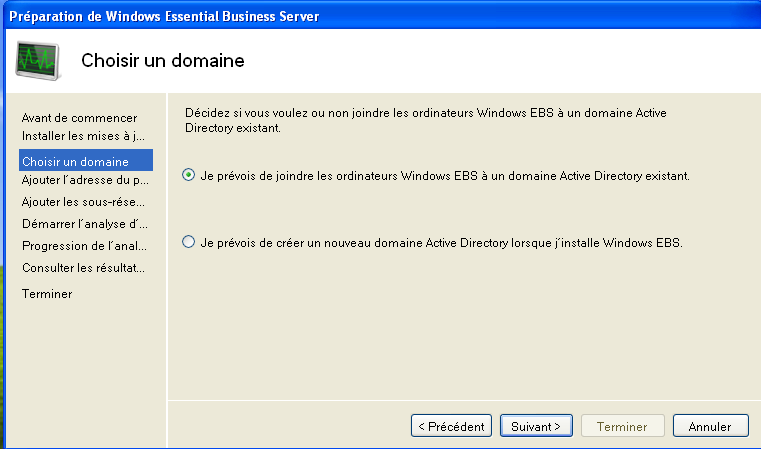 Préparation de Windows Essential Business Server
Choisir un domaine
Avant de commencer
Installer les mises à j...
Choisir un domaine
Ajouter l´adresse du p...
Ajouter les sous-rése...
Démarrer l´analyse d´...
Progression de l´anal...
Consulter les résultat...
Terminer
Décidez si vous voulez ou non joindre les ordinateurs Windows EBS à un domaine Active
Directory existant.
Je prévois de joindre les ordinateurs Windows EBS à un domaine Active Directory existant.
Je prévois de créer un nouveau domaine Active Directory lorsque j´installe Windows EBS.
< Précédent
Suivant >
Terminer
Annuler